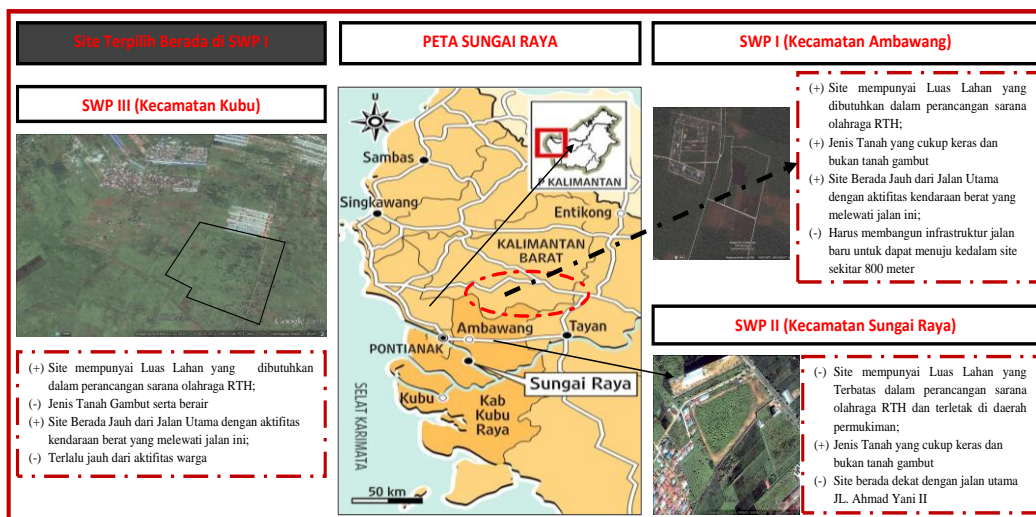 Site Terpilih Berada di SWP I
SWP III (Kecamatan Kubu)
Google
(+) Site mempunyai Luas Lahan yang dibutuhkan
dalam perancangan sarana olahraga RTH;
(-) Jenis Tanah Gambut serta berair
(+) Site Berada Jauh dari Jalan Utama dengan aktifitas
kendaraan berat yang melewati jalan ini;
(-) Terlalu jauh dari aktifitas warga
PETA SUNGAI RAYA
U
P KALIMANTAN
Sambas
Singkawang
Entikong
KALIMANTAN
BARAT
Ambawang
Tayan
PONTIANAK
Sungai Raya
Kubu
Kab
Kubu
Raya
SELAT KARIMATA
50 km
SWP I (Kecamatan Ambawang)
(+) Site mempunyai Luas Lahan yang
dibutuhkan dalam perancangan sarana
olahraga RTH;
(+) Jenis Tanah yang cukup keras dan
bukan tanah gambut
(+) Site Berada Jauh dari Jalan Utama
dengan aktifitas kendaraan berat yang
melewati jalan ini;
(-) Harus membangun infrastruktur jalan
baru untuk dapat menuju kedalam site
sekitar 800 meter
SWP II (Kecamatan Sungai Raya)
(-) Site mempunyai Luas Lahan yang
Terbatas dalam perancangan sarana
olahraga RTH dan terletak di daerah
permukiman;
(+) Jenis Tanah yang cukup keras dan
bukan tanah gambut
(-) Site berada dekat dengan jalan utama
JL. Ahmad Yani II